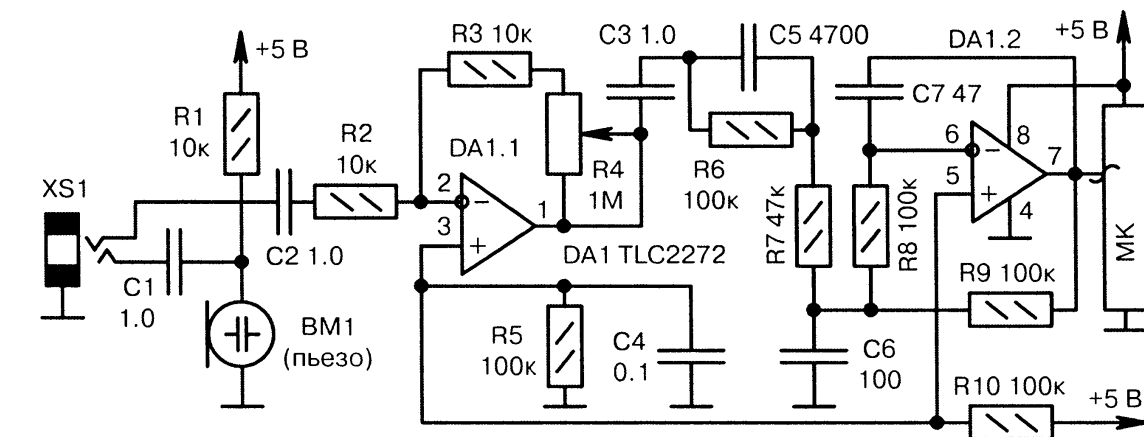 +5 В
R3 10к
C3 1.0
C5 4700
DA1.2
+5 В
R1
10к
R2
10к
DA1.1
C7 47
XS1
R4
1М
R6
100к
6
8
7
5
4
2
3
1
–
+
–
+
C2 1.0
DA1 TLC2272
R7 47к
R8 100к
МК
C1
1.0
R9 100к
BM1
(пьезо)
R5
100к
C4
0.1
C6
100
R10 100к
+5 В